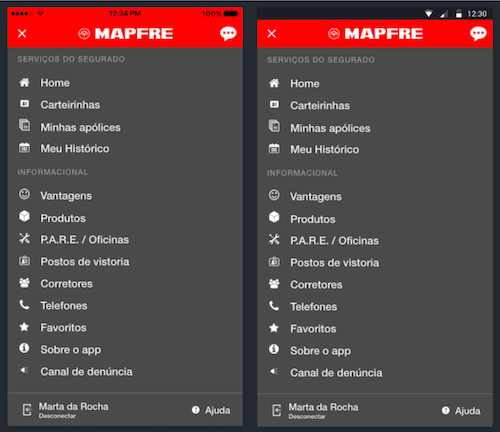 12:34 PM 100%
MAPFRE
SERVIÇOS DO SEGURADO
Home
Carteirinhas
Minhas apólices
Meu Histórico
INFORMACIONAL
Vantagens
Produtos
P.A.R.E. / Oficinas
Postos de vistoria
Corretores
Telefones
Favoritos
Sobre o app
Canal de denúncia
Marta da Rocha
Desconectar
Ajuda
12:30
MAPFRE
SERVIÇOS DO SEGURADO
Home
Carteirinhas
Minhas apólices
Meu Histórico
INFORMACIONAL
Vantagens
Produtos
P.A.R.E. / Oficinas
Postos de vistoria
Corretores
Telefones
Favoritos
Sobre o app
Canal de denúncia
Marta da Rocha
Desconectar
Ajuda